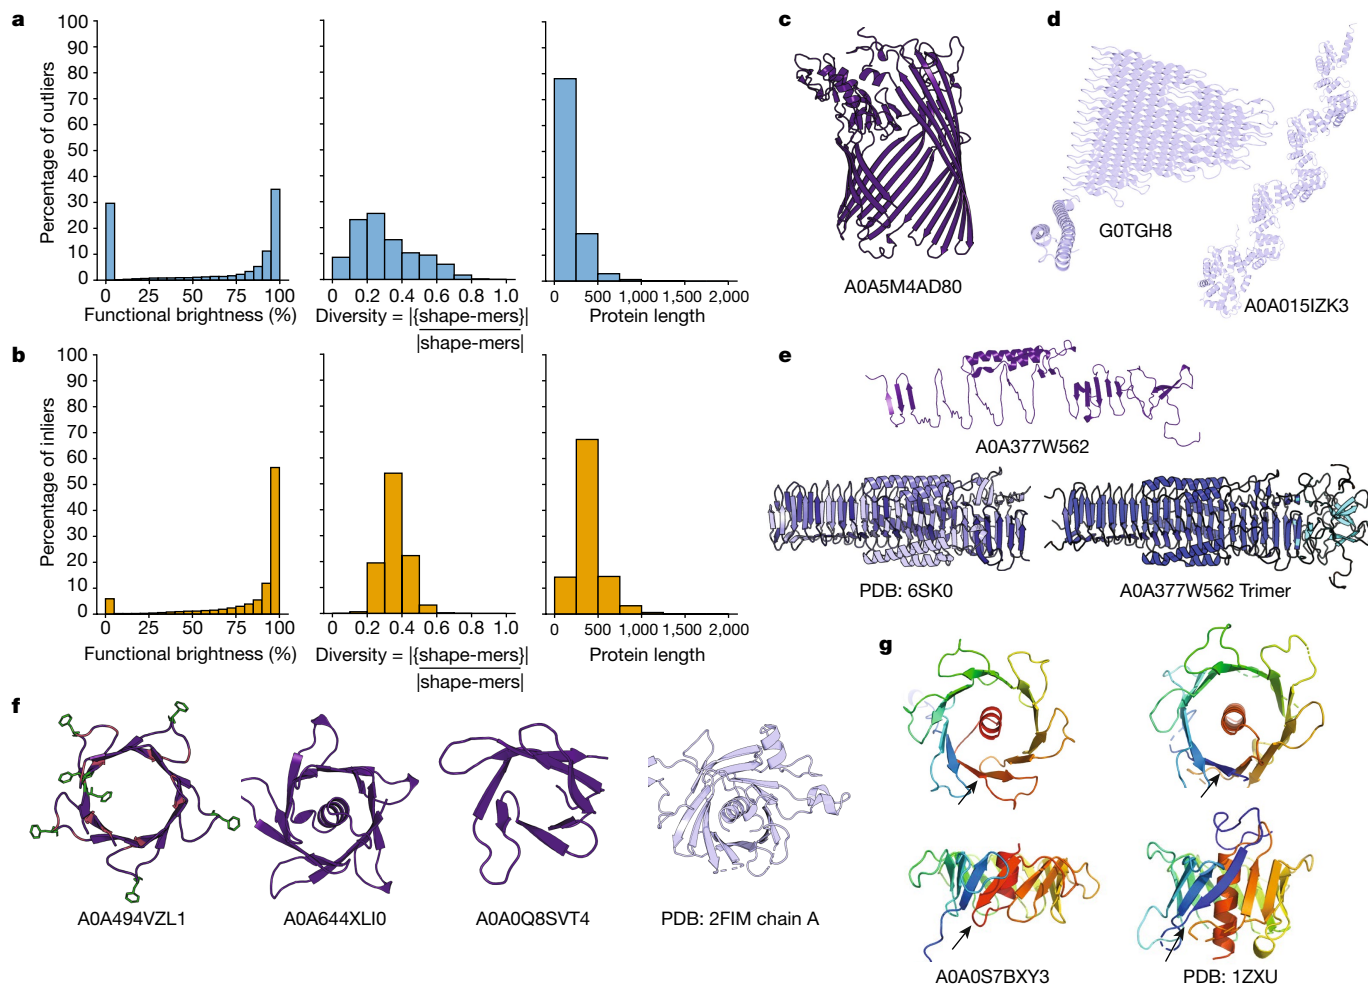 a
Percentage of outliers
100
90
80
70
60
50
40
30
20
10
0
0 25 50 75 100
Functional brightness (%)
0 0.2 0.4 0.6 0.8 1.0
Diversity = |{shape-mers}|
|shape-mers|
0 500 1,000 1,500 2,000
Protein length
b
Percentage of inliers
100
90
80
70
60
50
40
30
20
10
0
0 25 50 75 100
Functional brightness (%)
0 0.2 0.4 0.6 0.8 1.0
Diversity = |{shape-mers}|
|shape-mers|
0 500 1,000 1,500 2,000
Protein length
c
A0A5M4AD80
d
G0TGH8
A0A015IZK3
e
A0A377W562
PDB: 6SK0
A0A377W562 Trimer
f
A0A494VZL1
A0A644XLI0
A0A0Q8SVT4
PDB: 2FIM chain A
g
A0A0S7BXY3
PDB: 1ZXU